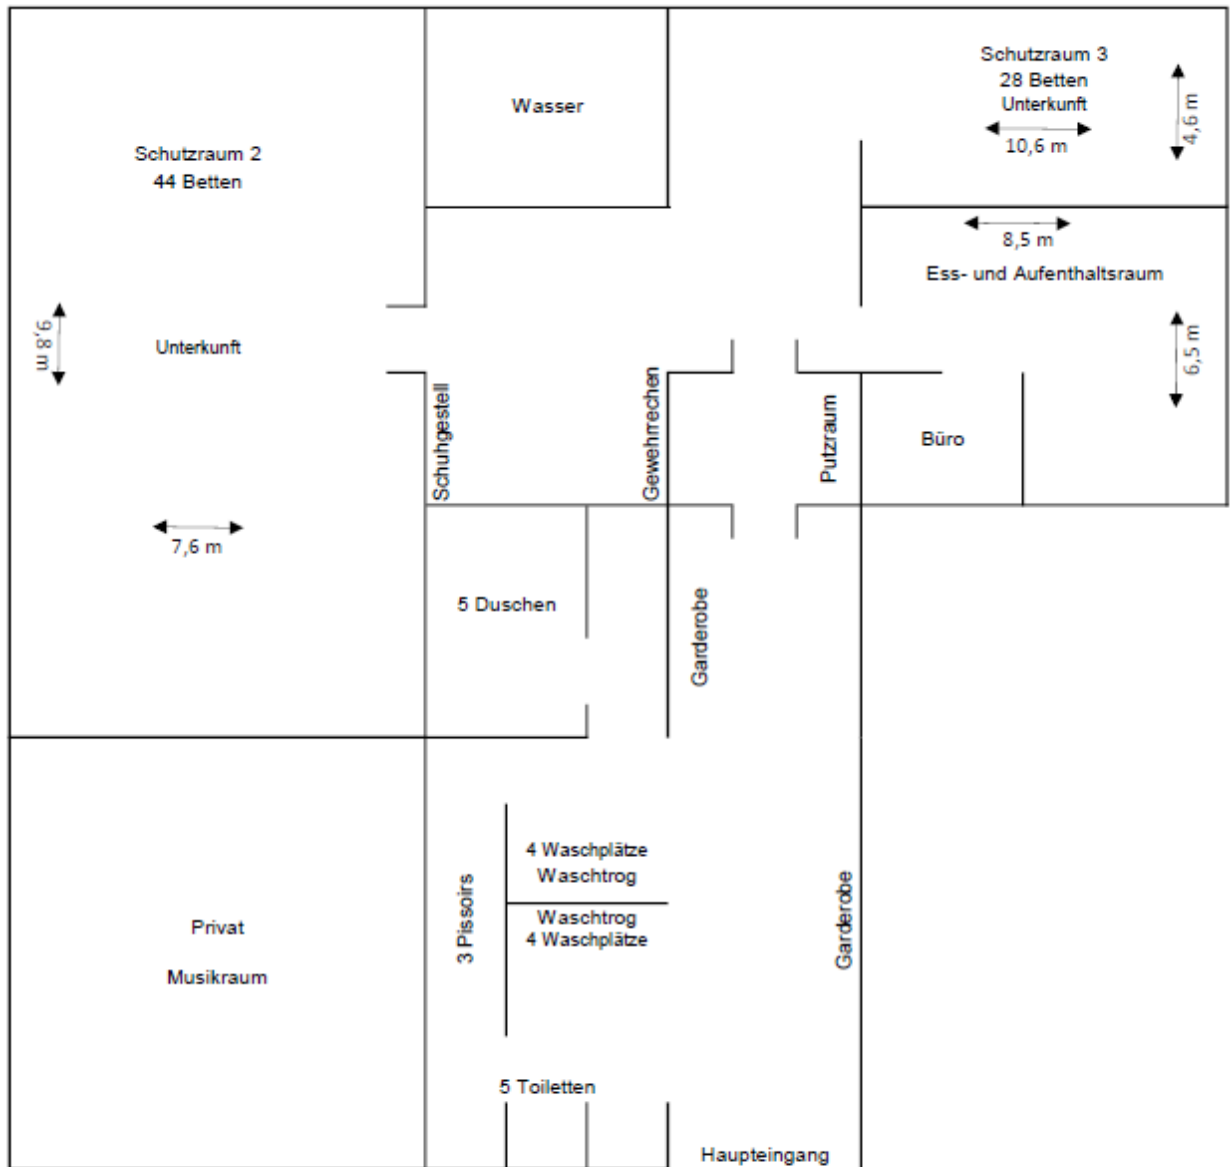 Schutzraum 3
28 Betten
Unterkunft
10,6 m
4,6 m
Wasser
Schutzraum 2
44 Betten
8,5 m
Ess- und Aufenthaltsraum
6,5 m
9,8 m
Unterkunft
Schuhgestell
Gewehrrechen
Putzraum
Büro
7,6 m
5 Duschen
Garderobe
4 Waschplätze
Waschtrog
Waschtrog
4 Waschplätze
3 Pissoirs
Garderobe
Privat
Musikraum
5 Toiletten
Haupteingang